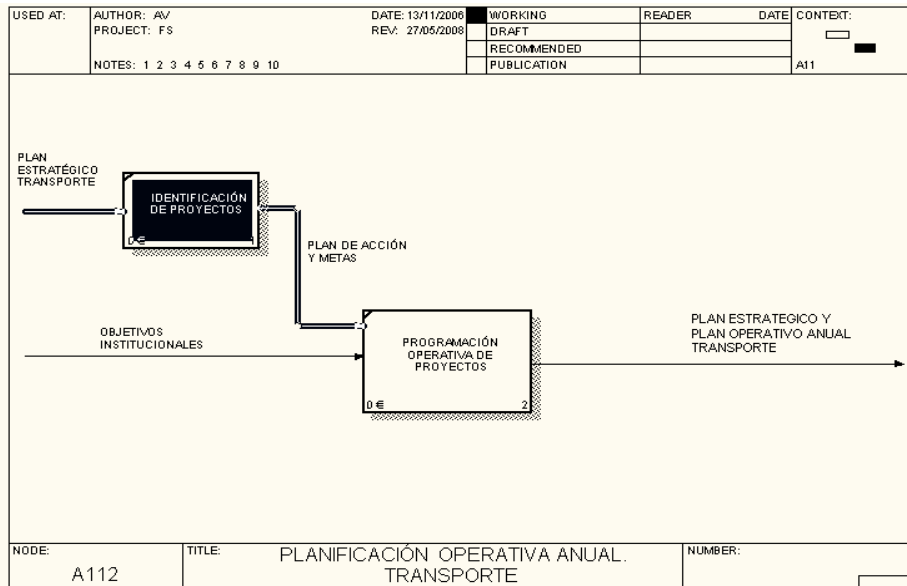 USED AT:
AUTHOR: AV
DATE: 13/11/2006
WORKING
READER
DATE
CONTEXT:
PROJECT: FS
REV: 27/05/2008
DRAFT
RECOMMENDED
NOTES: 1 2 3 4 5 6 7 8 9 10
PUBLICATION
A11
PLAN
ESTRATÉGICO
TRANSPORTE
IDENTIFICACIÓN
DE PROYECTOS
0 €
PLAN DE ACCIÓN
Y METAS
OBJETIVOS
INSTITUCIONALES
PROGRAMACIÓN
OPERATIVA DE
PROYECTOS
0 €
2
PLAN ESTRATEGICO Y
PLAN OPERATIVO ANUAL
TRANSPORTE
NODE:
A112
TITLE:
PLANIFICACIÓN OPERATIVA ANUAL.
TRANSPORTE
NUMBER: